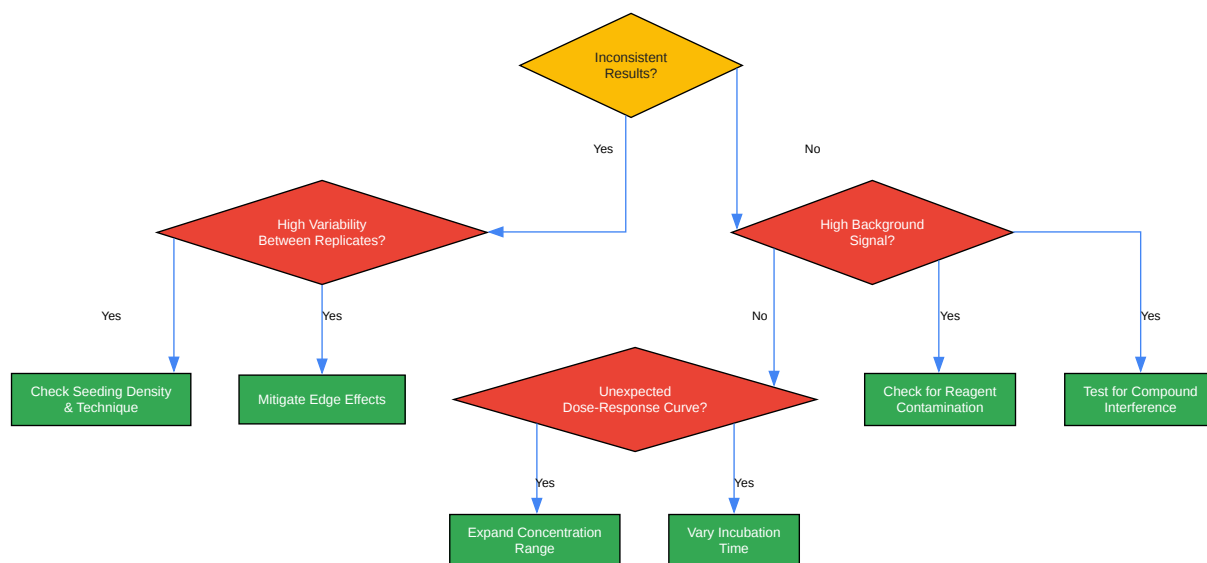 Inconsistent
Results?
Yes
No
High Variability
Between Replicates?
High Background
Signal?
Yes
Yes
No
Yes
Yes
Check Seeding Density
& Technique
Mitigate Edge Effects
Unexpected
Dose-Response Curve?
Check for Reagent
Contamination
Test for Compound
Interference
Yes
Yes
Expand Concentration
Range
Vary Incubation
Time